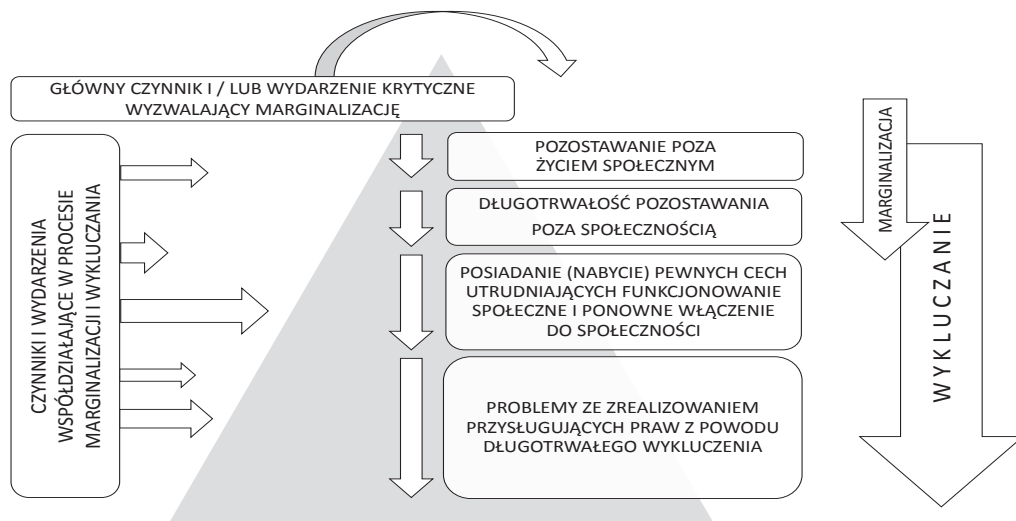 GŁÓWNY CZYNNIK I / LUB WYDARZENIE KRYTYCZNE
WYZWALAJĄCY MARGINALIZACJĘ
CZYNNIKI I WYDARZENIA
WSPÓŁDZIAŁAJĄCE W PROCESIE
MARGINALIZACJI I WYKLUCZANIA
POZOSTAWANIE POZA
ŻYCIEM SPOŁECZNYM
DŁUGOTRWAŁOŚĆ POZOSTAWANIA
POZA SPOŁECZNOŚCIĄ
POSIADANIE (NABYCIE) PEWNYCH CECH
UTRUDNIAJĄCYCH FUNKCJONOWANIE
SPOŁECZNE I PONOWNE WŁĄCZENIE
DO SPOŁECZNOŚCI
PROBLEMY ZE ZREALIZOWANIEM
PRZYSŁUGUJĄCYCH PRAW Z POWODU
DŁUGOTRWAŁEGO WYKLUCZENIA
MARGINALIZACJA
WYKLUCZANIE